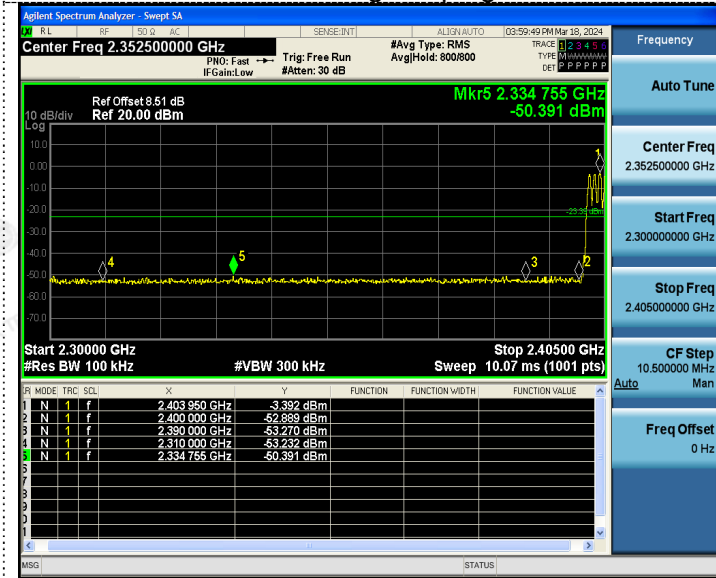 Agilent Spectrum Analyzer - Swept SA
RL RF 50 Ω AC SENSE:INT ALIGN AUTO 03:59:49 PM Mar 18, 2024
Center Freq 2.352500000 GHz
PNO: Fast
IFGain:Low
Trig: Free Run
#Atten: 30 dB
#Avg Type: RMS
Avg|Hold: 800/800
TRACE 1 2 3 4 5 6
TYPE M
DET P P P P P P
Ref Offset 8.51 dB
10 dB/div Ref 20.00 dBm
Log
Mkr5 2.334 755 GHz
-50.391 dBm
10.0
0.00
-10.0
-20.0
-30.0
-40.0
-50.0
-60.0
-70.0
1
-23.39 dBm
4
5
3
2
Start 2.30000 GHz Stop 2.40500 GHz
#Res BW 100 kHz #VBW 300 kHz Sweep 10.07 ms (1001 pts)
MODE TRC SCL X Y FUNCTION FUNCTION WIDTH FUNCTION VALUE
1 N 1 f 2.403 950 GHz -3.392 dBm
2 N 1 f 2.400 000 GHz -52.889 dBm
3 N 1 f 2.390 000 GHz -53.270 dBm
4 N 1 f 2.310 000 GHz -53.232 dBm
5 N 1 f 2.334 755 GHz -50.391 dBm
6
7
8
9
MSG STATUS
Frequency
Auto Tune
Center Freq
2.352500000 GHz
Start Freq
2.300000000 GHz
Stop Freq
2.405000000 GHz
CF Step
10.500000 MHz
Auto Man
Freq Offset
0 Hz